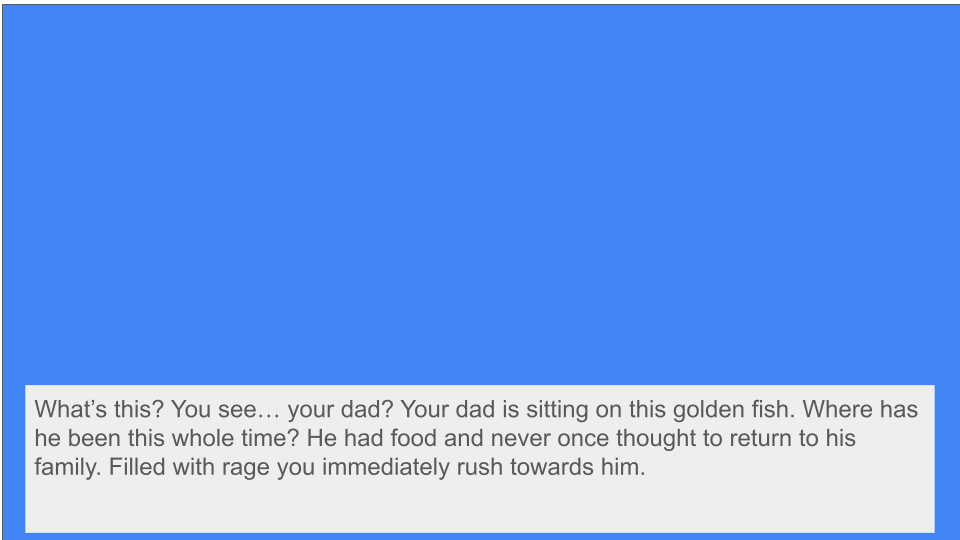 What’s this? You see… your dad? Your dad is sitting on this golden fish. Where has
he been this whole time? He had food and never once thought to return to his
family. Filled with rage you immediately rush towards him.